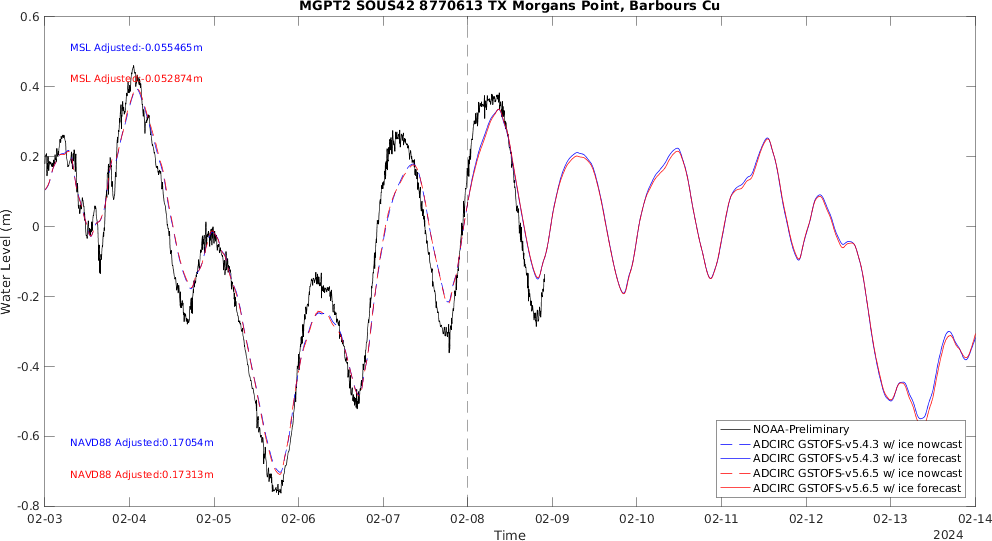 MGPT2 SOUS42 8770613 TX Morgans Point, Barbours Cu
0.6
0.4
0.2
0
-0.2
-0.4
-0.6
-0.8
Water Level (m)
MSL Adjusted:-0.055465m
MSL Adjusted:-0.052874m
NAVD88 Adjusted:0.17054m
NAVD88 Adjusted:0.17313m
NOAA-Preliminary
ADCIRC GSTOFS-v5.4.3 w/ ice nowcast
ADCIRC GSTOFS-v5.4.3 w/ ice forecast
ADCIRC GSTOFS-v5.6.5 w/ ice nowcast
ADCIRC GSTOFS-v5.6.5 w/ ice forecast
02-03 02-04 02-05 02-06 02-07 02-08 02-09 02-10 02-11 02-12 02-13 02-14
Time
2024